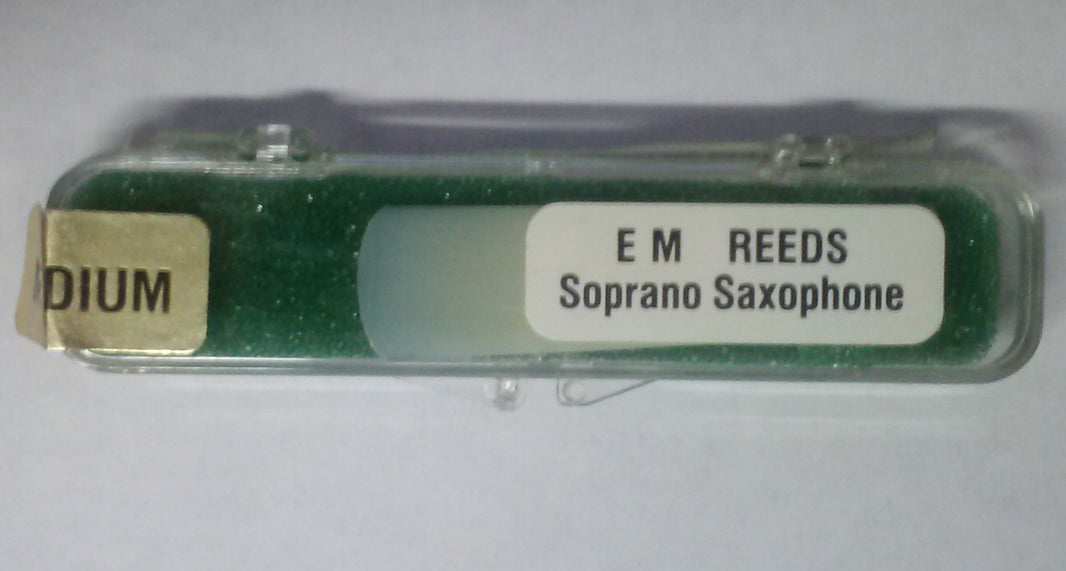 DIUM
E M REEDS
Soprano Saxophone